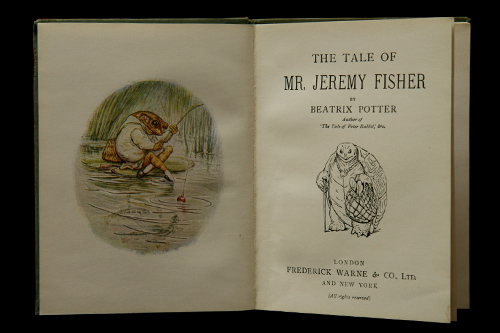 THE TALE OF
MR. JEREMY FISHER
BY
BEATRIX POTTER
Author of
'The Tale of Peter Rabbit,' &c.
LONDON
FREDERICK WARNE & CO., LTD.
AND NEW YORK
[All rights reserved]